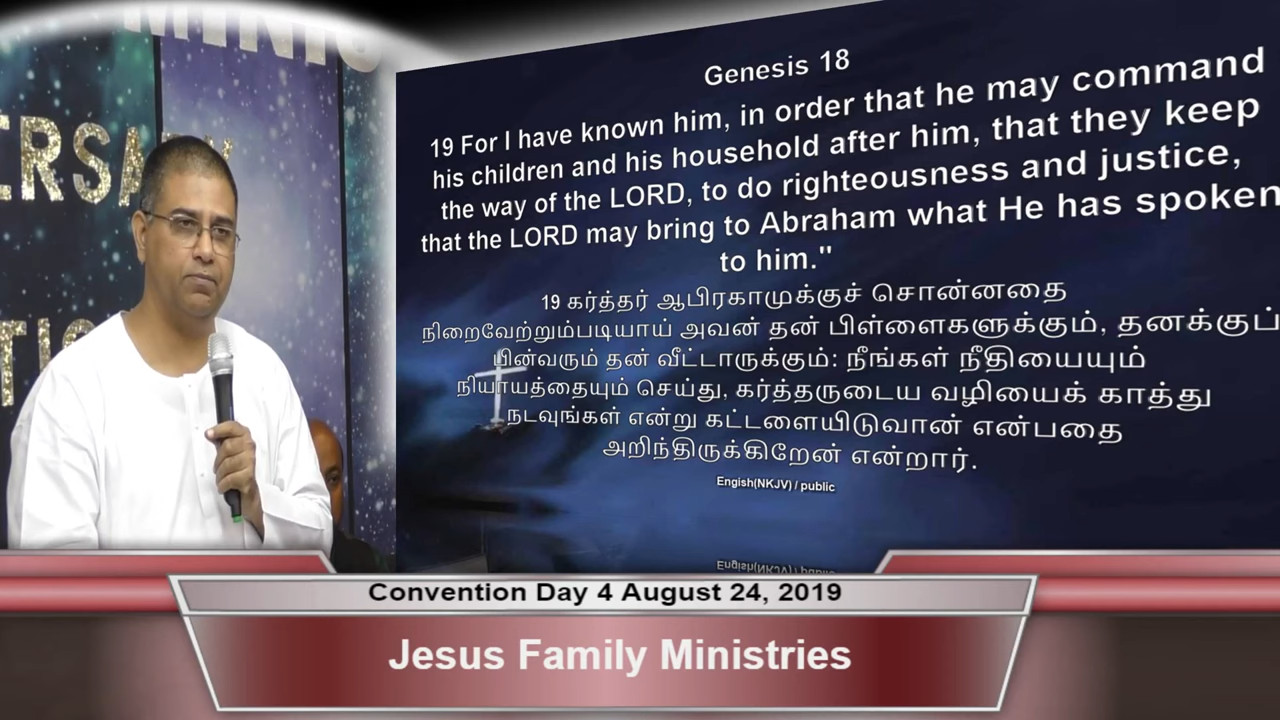 MINIS
ERSARY
TIO
Genesis 18
19 For I have known him, in order that he may command
his children and his household after him, that they keep
the way of the LORD, to do righteousness and justice,
that the LORD may bring to Abraham what He has spoken
to him."
19 கர்த்தர் ஆபிரகாமுக்குச் சொன்னதை
நிறைவேற்றும்படியாய் அவன் தன் பிள்ளைகளுக்கும், தனக்குப்
பின்வரும் தன் வீட்டாருக்கும்: நீங்கள் நீதியையும்
நியாயத்தையும் செய்து, கர்த்தருடைய வழியைக் காத்து
நடவுங்கள் என்று கட்டளையிடுவான் என்பதை
அறிந்திருக்கிறேன் என்றார்.
Engish(NKJV) / public
Convention Day 4 August 24, 2019
Jesus Family Ministries